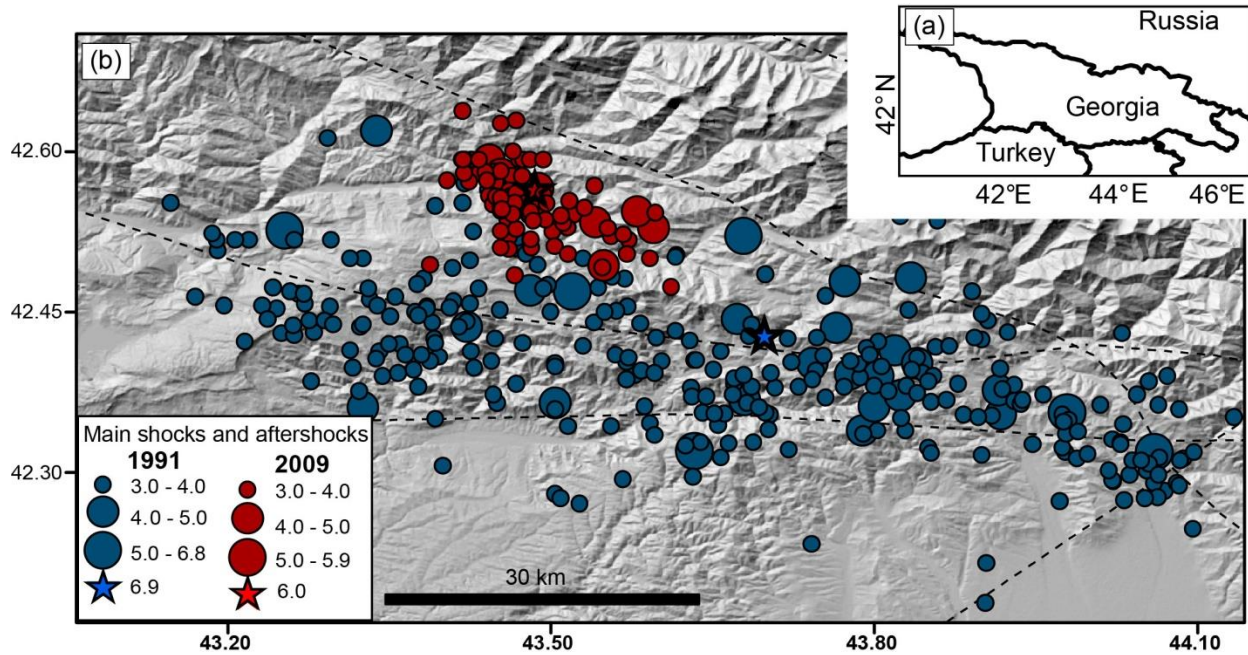 (b)
(a)
Russia
Georgia
Turkey
42°N
42°E
44°E
46°E
42.60
42.45
42.30
Main shocks and aftershocks
1991
3.0 - 4.0
4.0 - 5.0
5.0 - 6.8
6.9
2009
3.0 - 4.0
4.0 - 5.0
5.0 - 5.9
6.0
30 km
43.20
43.50
43.80
44.10